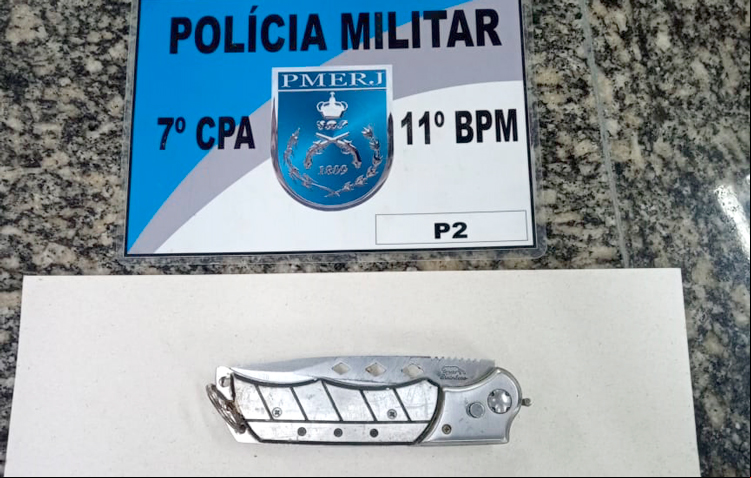 POLÍCIA MILITAR
PMERJ
7º CPA
11º BPM
1809
P2